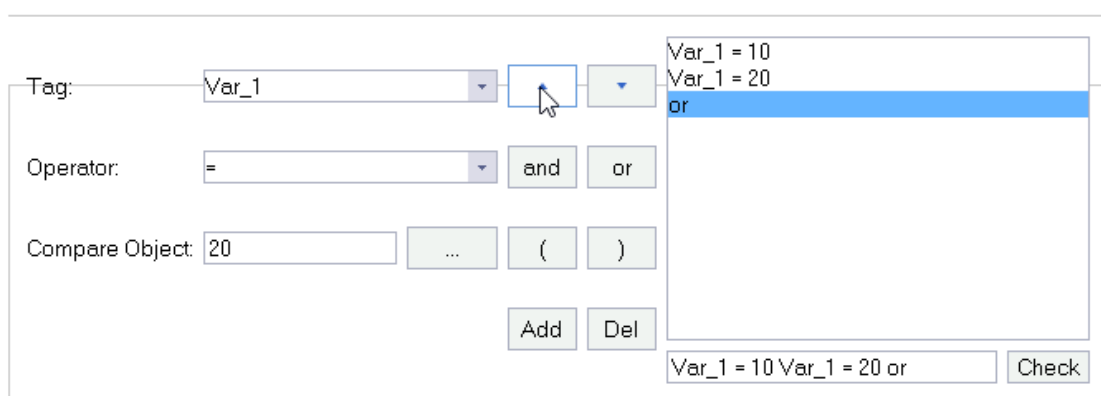 Tag:
Var_1
Operator:
=
and
or
Compare Object:
20
...
(
)
Add
Del
Var_1 = 10
Var_1 = 20
or
Var_1 = 10 Var_1 = 20 or
Check